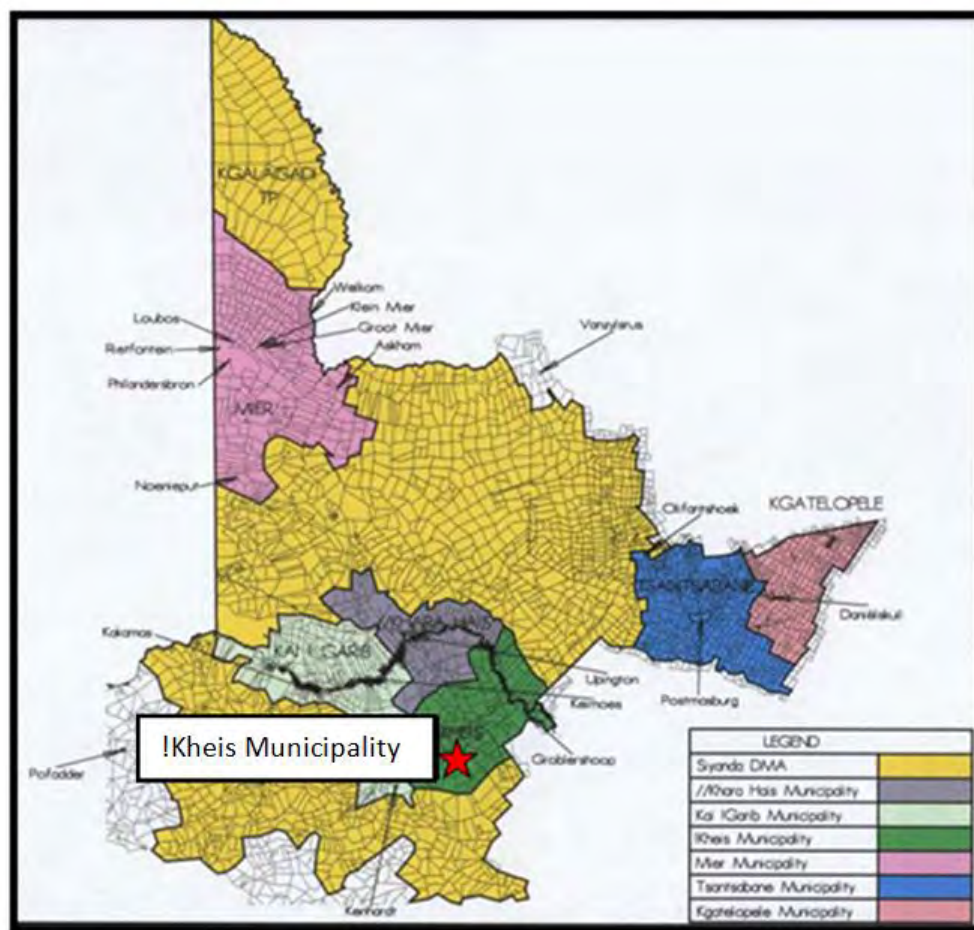 KGALAGADI
TP
Welkom
Klein Mier
Groot Mier
Askham
Loubos
Rietfontein
Philandersbron
MIER
Noenieput
Vanzylsrus
Olifantshoek
KGATELOPELE
TSANTSABANE
Daniëlskuil
Postmasburg
//KHARA HAIS
KAI ! GARIB
Kakamas
Upington
Keimoes
Groblershoop
!Kheis Municipality
Pofadder
Kenhardt
LEGEND
Siyanda DMA
//Khara Hais Municipality
Kai !Garib Municipality
!Kheis Municipality
Mier Municipality
Tsantsabane Municipality
Kgatelopele Municipality